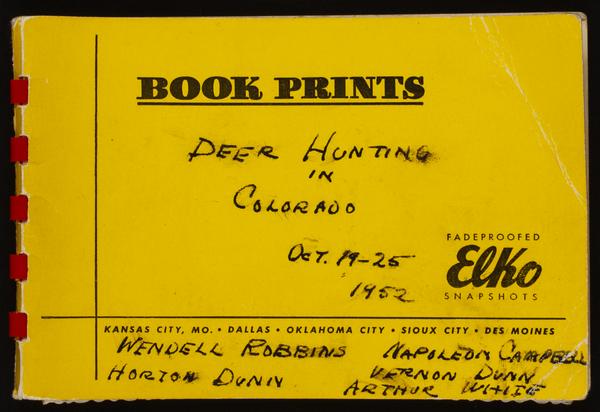 BOOK PRINTS
DEER HUNTING
IN
COLORADO
OCT. 19-25
1952
FADEPROOFED
Elko
SNAPSHOTS
KANSAS CITY, MO. • DALLAS • OKLAHOMA CITY • SIOUX CITY • DES MOINES
WENDELL ROBBINS NAPOLEON CAMPBELL
HORTON DUNN VERNON DUNN
ARTHUR WHITE